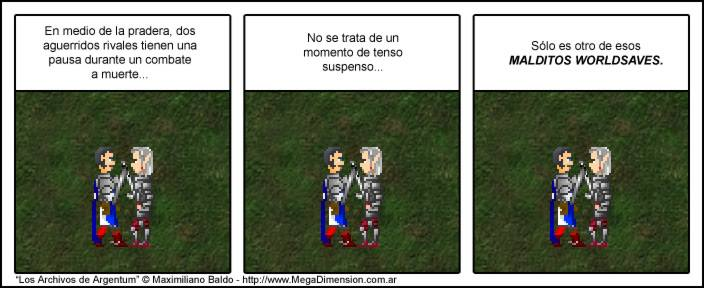 En medio de la pradera, dos
aguerridos rivales tienen una
pausa durante un combate
a muerte...
No se trata de un
momento de tenso
suspenso...
Sólo es otro de esos
MALDITOS WORLDSAVES.
"Los Archivos de Argentum" © Maximiliano Baldo - http://www.MegaDimension.com.ar